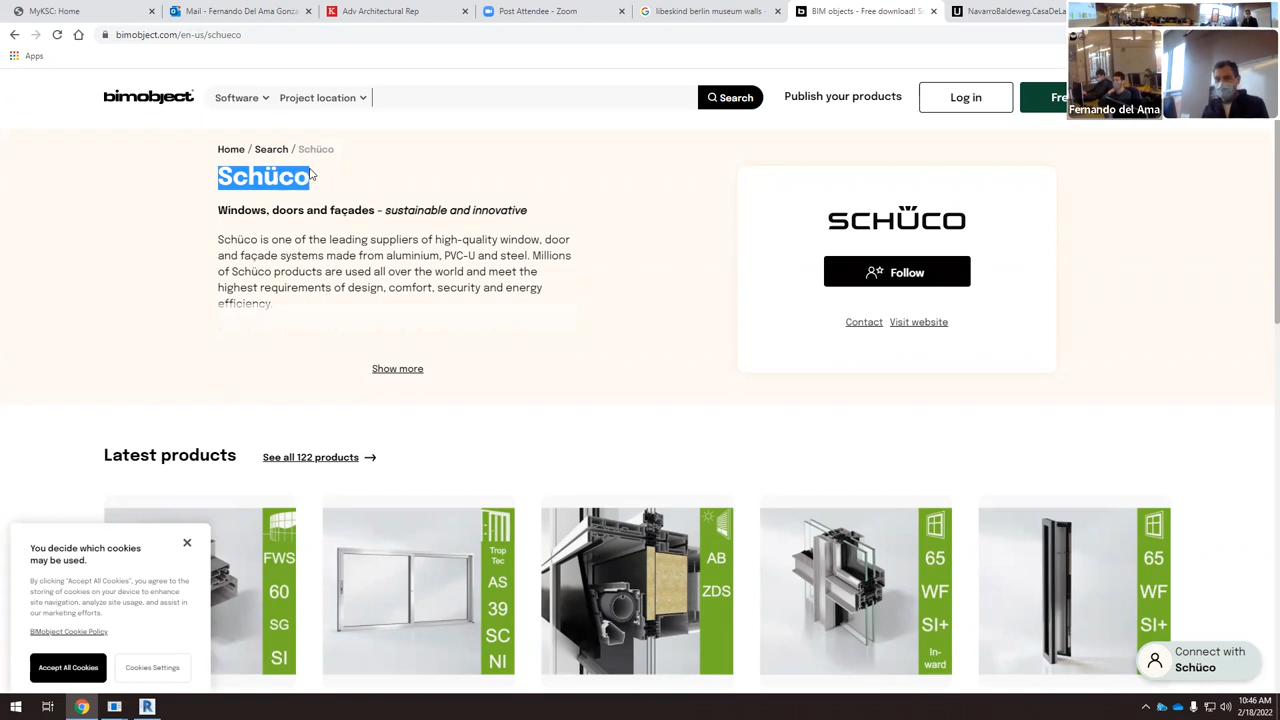 MyKSC: Home
Mail - Fernando Del Ama Gonza
Adv Architectural Rep
Post Attendee - Zoom
libeskind berlin museum walls -
BIM objects - Free download! S
NavarroBaldeweg.CasaDeLa
bimobject.com/en-us/schueco
Apps
Fernando del Ama
bimobject
Software
Project location
Search
Publish your products
Log in
Fre
Home / Search / Schüco
Schüco
Windows, doors and façades - sustainable and innovative
Schüco is one of the leading suppliers of high-quality window, door
and façade systems made from aluminium, PVC-U and steel. Millions
of Schüco products are used all over the world and meet the
highest requirements of design, comfort, security and energy
efficiency.
Show more
SCHÜCO
Follow
Contact Visit website
Latest products
See all 122 products
FWS
60
SG
SI
Trop
Tec
AS
39
SC
NI
AB
ZDS
65
WF
SI+
In-
ward
65
WF
SI+
You decide which cookies
may be used.
By clicking "Accept All Cookies", you agree to the
storing of cookies on your device to enhance
site navigation, analyze site usage, and assist in
our marketing efforts.
BIMobject Cookie Policy
Accept All Cookies
Cookies Settings
Connect with
Schüco
10:46 AM
2/18/2022